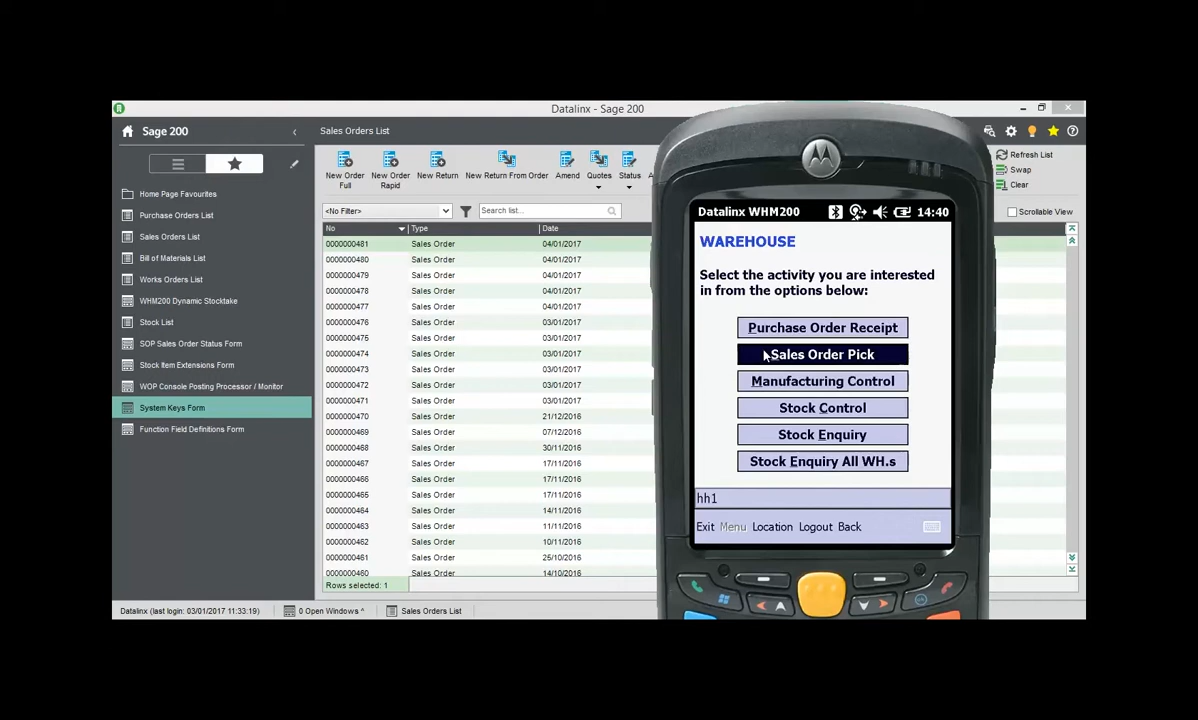 Datalinx - Sage 200
Sage 200
Sales Orders List
Home Page Favourites
Purchase Orders List
Sales Orders List
Bill of Materials List
Works Orders List
WHM200 Dynamic Stocktake
Stock List
SOP Sales Order Status Form
Stock Item Extensions Form
WOP Console Posting Processor / Monitor
System Keys Form
Function Field Definitions Form
New Order Full
New Order Rapid
New Return
New Return From Order
Amend
Quotes
Status
Refresh List
Swap
Clear
<No Filter>
Search list...
Scrollable View
No Type Date
0000000481 Sales Order 04/01/2017
0000000480 Sales Order 04/01/2017
0000000479 Sales Order 04/01/2017
0000000478 Sales Order 04/01/2017
0000000477 Sales Order 04/01/2017
0000000476 Sales Order 03/01/2017
0000000475 Sales Order 03/01/2017
0000000474 Sales Order 03/01/2017
0000000473 Sales Order 03/01/2017
0000000472 Sales Order 03/01/2017
0000000471 Sales Order 03/01/2017
0000000470 Sales Order 21/12/2016
0000000469 Sales Order 07/12/2016
0000000468 Sales Order 30/11/2016
0000000467 Sales Order 17/11/2016
0000000466 Sales Order 17/11/2016
0000000465 Sales Order 17/11/2016
0000000464 Sales Order 14/11/2016
0000000463 Sales Order 11/11/2016
0000000462 Sales Order 10/11/2016
0000000461 Sales Order 25/10/2016
0000000460 Sales Order 14/10/2016
Rows selected: 1
Datalinx (last login: 03/01/2017 11:33:19)
0 Open Windows ^
Sales Orders List
Datalinx WHM200 14:40
WAREHOUSE
Select the activity you are interested
in from the options below:
Purchase Order Receipt
Sales Order Pick
Manufacturing Control
Stock Control
Stock Enquiry
Stock Enquiry All WH.s
hh1
Exit Menu Location Logout Back